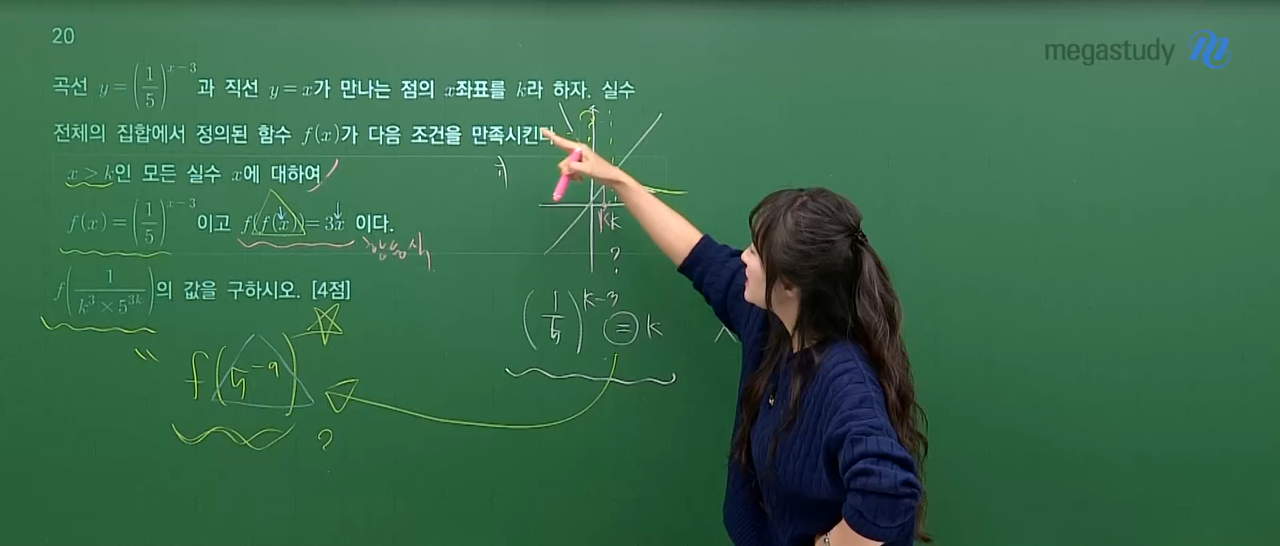 20
megastudy
곡선 y = (1/5)^(x-3) 과 직선 y = x가 만나는 점의 x좌표를 k라 하자. 실수
전체의 집합에서 정의된 함수 f(x)가 다음 조건을 만족시킨다
x > k인 모든 실수 x에 대하여
f(x) = (1/5)^(x-3) 이고 f(f(x)) = 3x 이다.
항등식
f(1/(k^3 × 5^(3k)))의 값을 구하시오. [4점]
k
?
(1/5)^(k-3) = k
f(5^(-9))
?